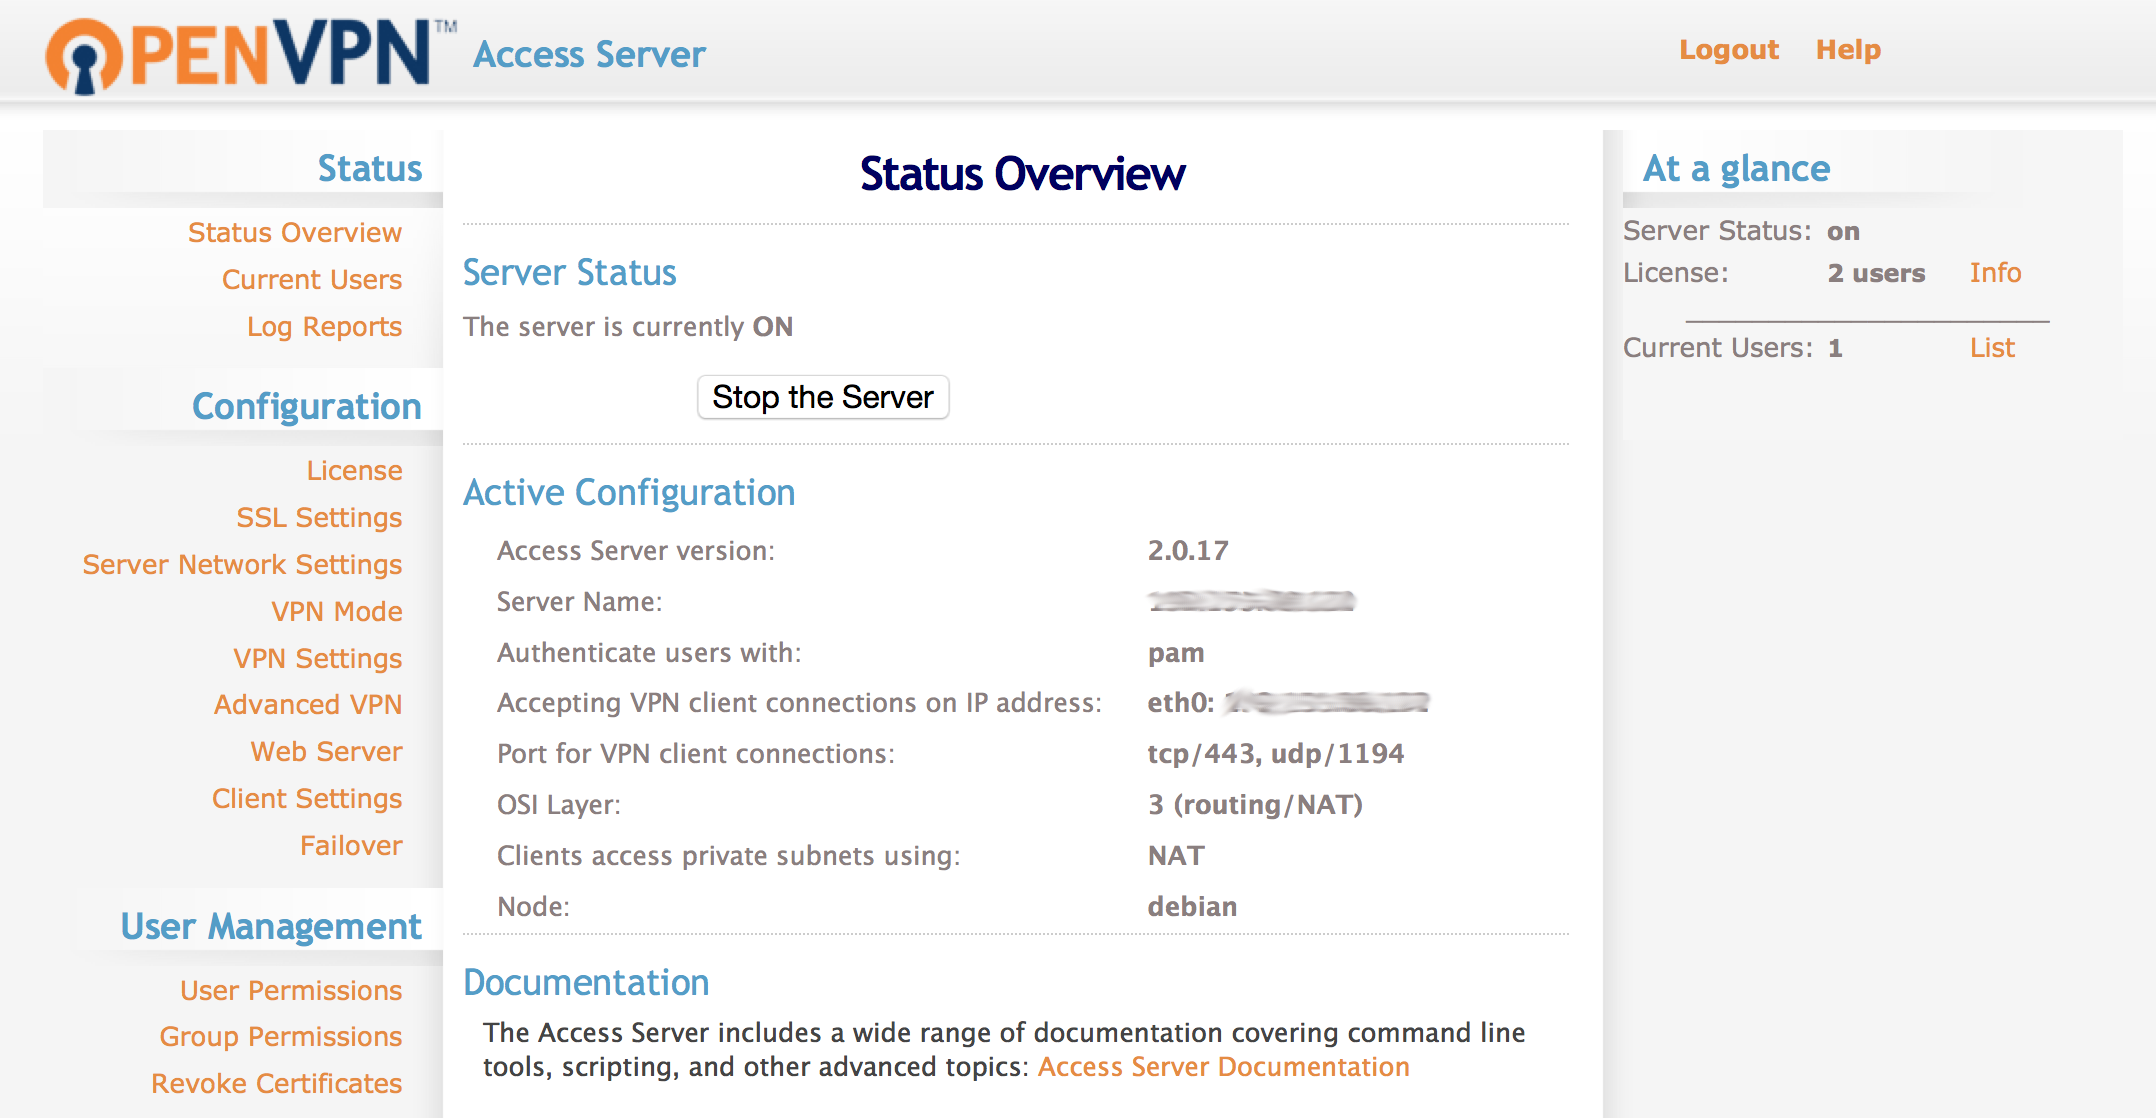 OPENVPN™ Access Server
Logout Help
Status
Status Overview
Current Users
Log Reports
Configuration
License
SSL Settings
Server Network Settings
VPN Mode
VPN Settings
Advanced VPN
Web Server
Client Settings
Failover
User Management
User Permissions
Group Permissions
Revoke Certificates
Status Overview
Server Status
The server is currently ON
Stop the Server
Active Configuration
Access Server version: 2.0.17
Server Name:
Authenticate users with: pam
Accepting VPN client connections on IP address: eth0:
Port for VPN client connections: tcp/443, udp/1194
OSI Layer: 3 (routing/NAT)
Clients access private subnets using: NAT
Node: debian
Documentation
The Access Server includes a wide range of documentation covering command line
tools, scripting, and other advanced topics: Access Server Documentation
At a glance
Server Status: on
License: 2 users Info
Current Users: 1 List